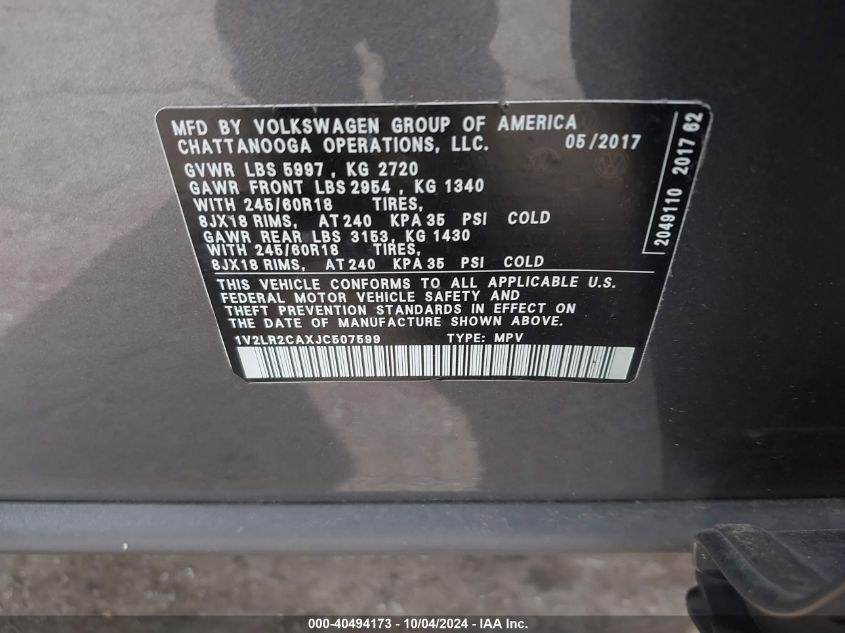 MFD BY VOLKSWAGEN GROUP OF AMERICA
CHATTANOOGA OPERATIONS, LLC. 05/2017
GVWR LBS 5997 , KG 2720
GAWR FRONT LBS 2954 , KG 1340
WITH 245/60R18 TIRES,
8JX18 RIMS, AT 240 KPA 35 PSI COLD
GAWR REAR LBS 3153, KG 1430
WITH 245/60R18 TIRES,
8JX18 RIMS, AT 240 KPA 35 PSI COLD
THIS VEHICLE CONFORMS TO ALL APPLICABLE U.S.
FEDERAL MOTOR VEHICLE SAFETY AND
THEFT PREVENTION STANDARDS IN EFFECT ON
THE DATE OF MANUFACTURE SHOWN ABOVE.
1V2LR2CAXJC507599 TYPE: MPV
2049110 2017 62
000-40494173 - 10/04/2024 - IAA Inc.